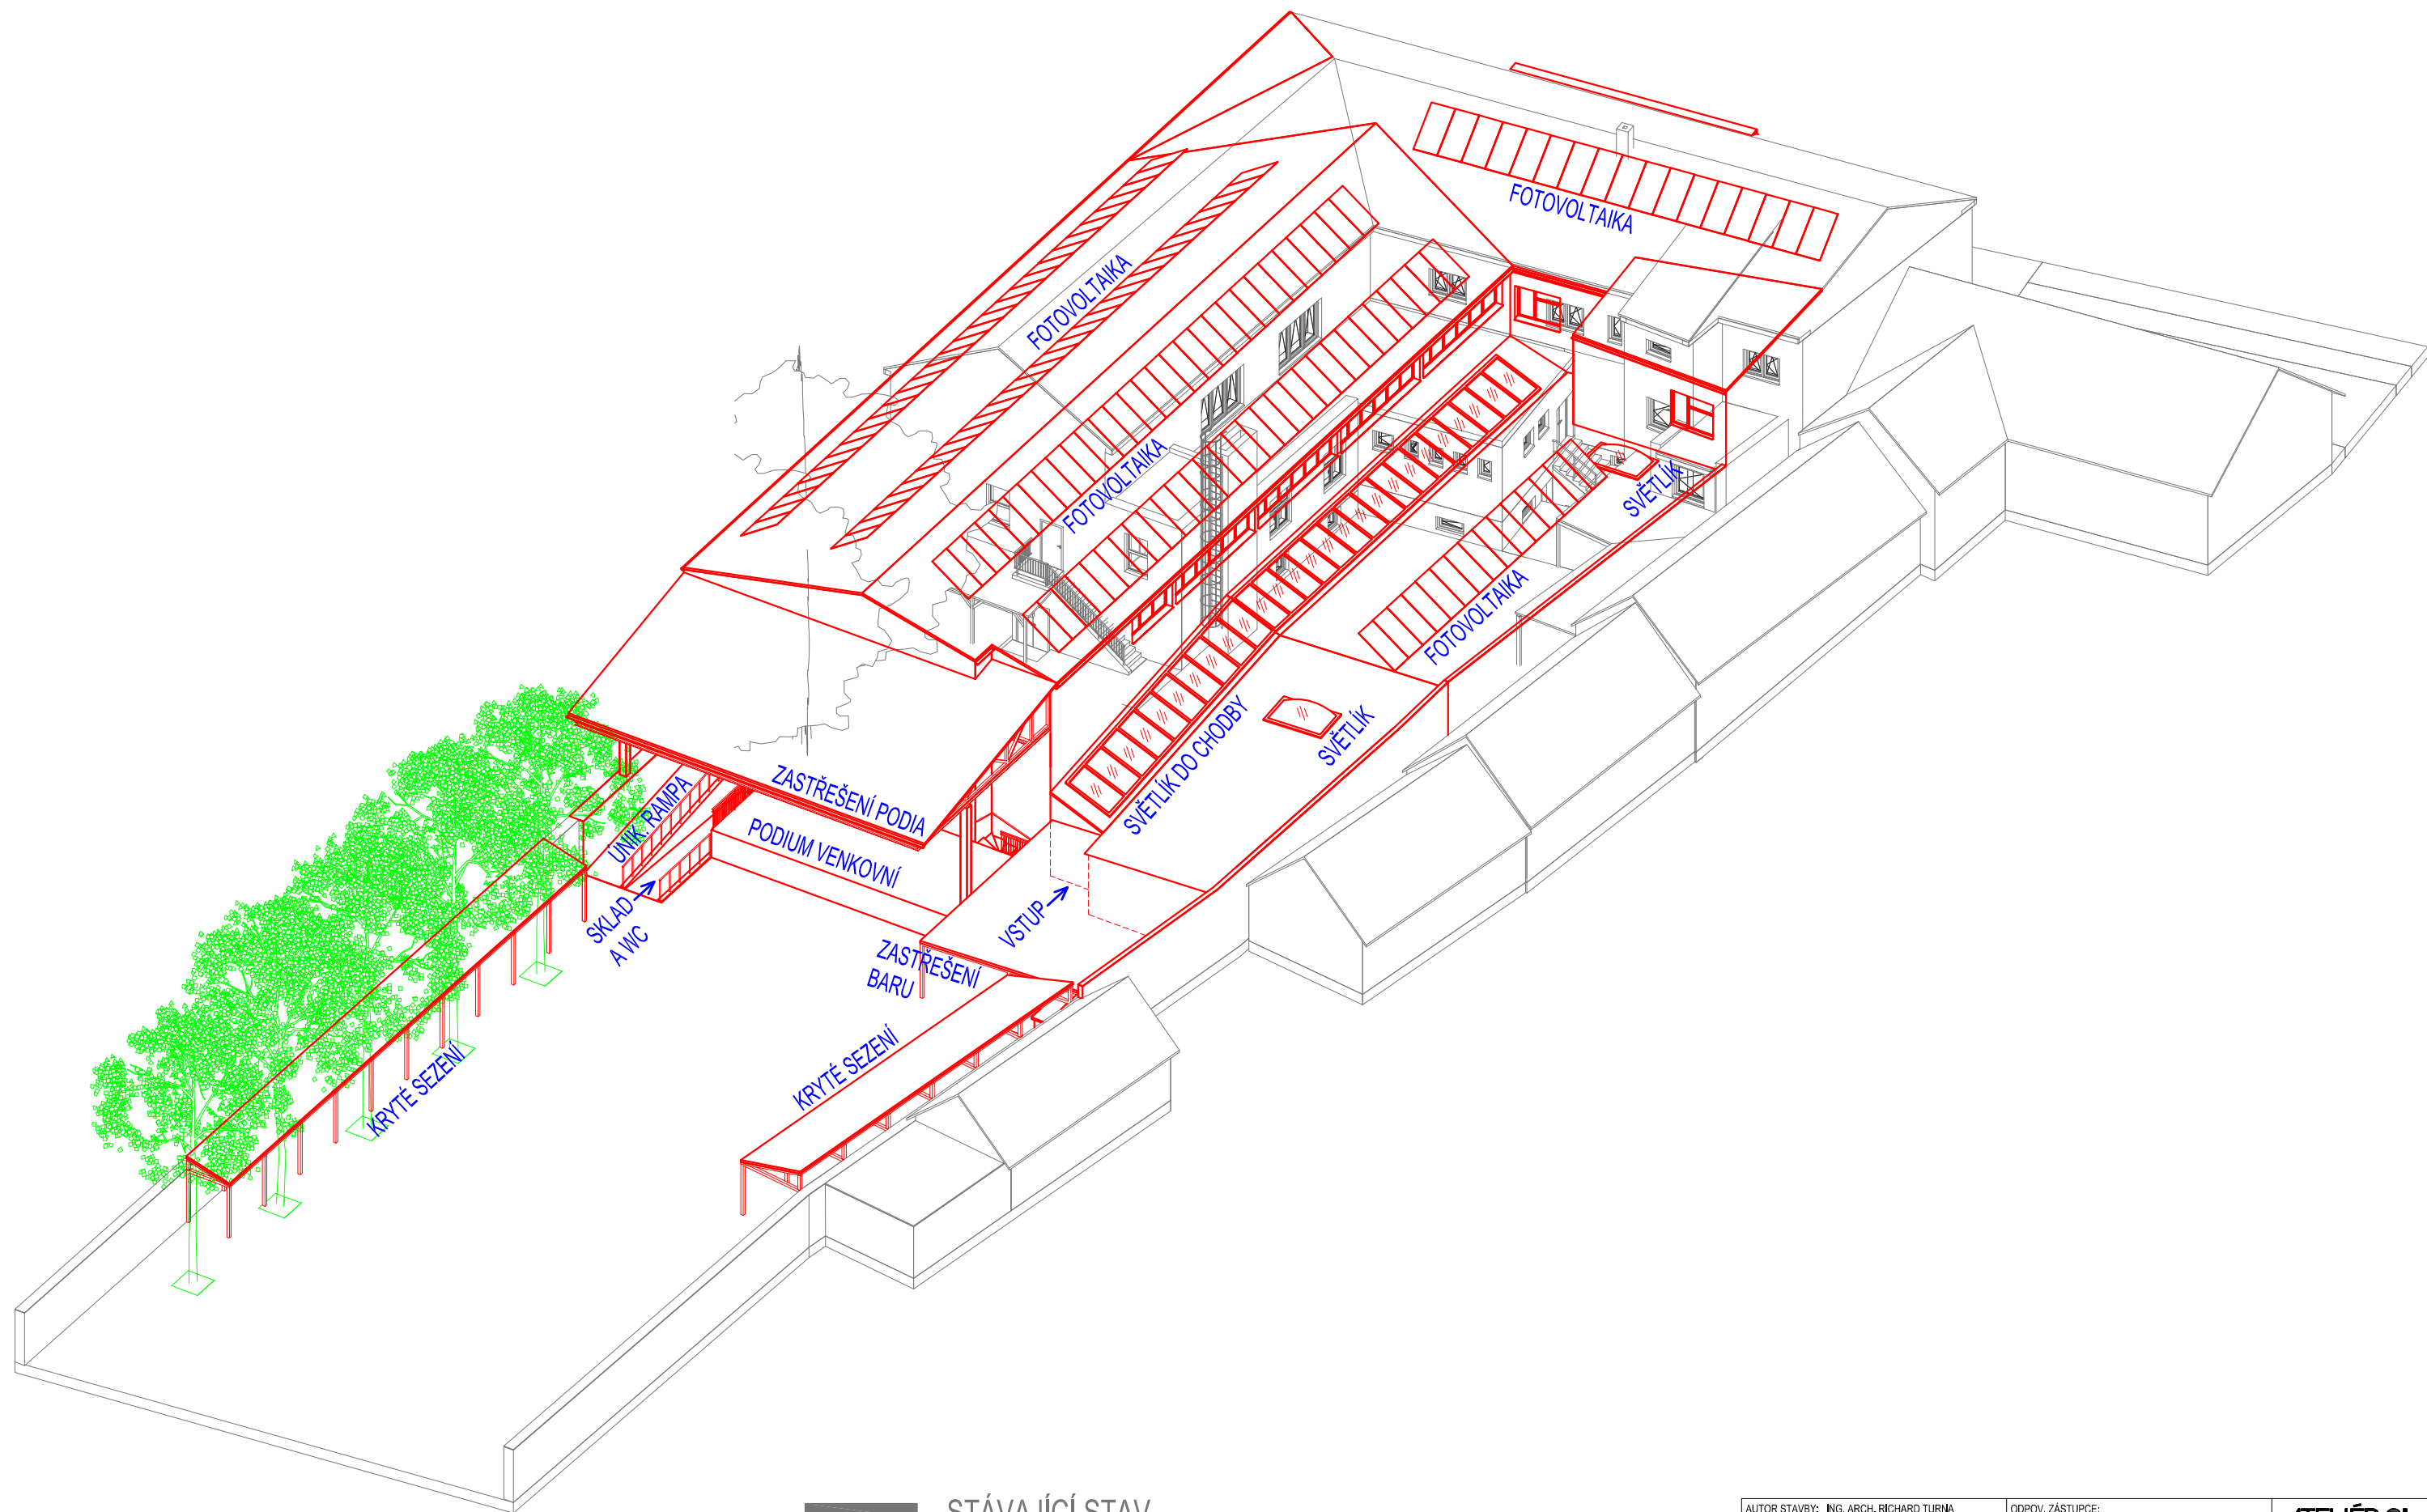 FOTOVOLTAIKA
FOTOVOLTAIKA
FOTOVOLTAIKA
SVĚTLÍK
FOTOVOLTAIKA
SVĚTLÍK DO CHODBY
SVĚTLÍK
ZASTŘEŠENÍ PODIA
ÚNIK. RAMPA
PODIUM VENKOVNÍ
SKLAD
A WC
VSTUP
ZASTŘEŠENÍ
BARU
KRYTÉ SEZENÍ
KRYTÉ SEZENÍ
STÁVAJÍCÍ STAV
AUTOR STAVBY: ING. ARCH. RICHARD TURNA
ODPOV. ZÁSTUPCE: